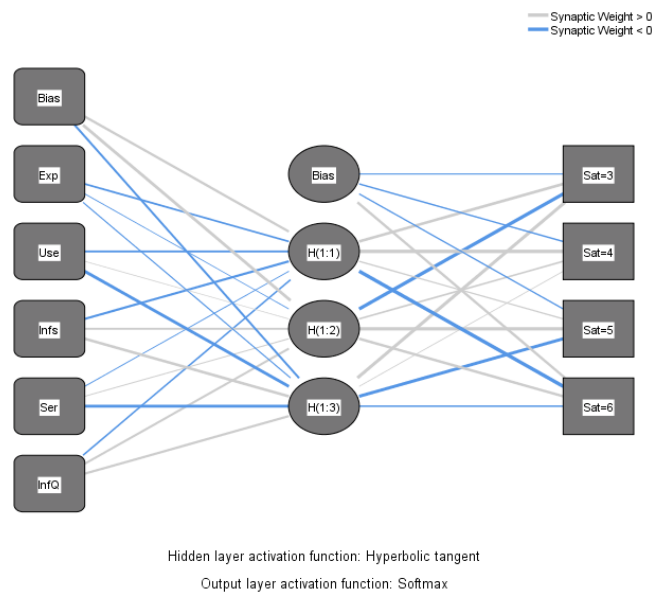 Synaptic Weight > 0
Synaptic Weight < 0
Bias
Exp
Use
Infs
Ser
InfQ
Bias
H(1:1)
H(1:2)
H(1:3)
Sat=3
Sat=4
Sat=5
Sat=6
Hidden layer activation function: Hyperbolic tangent
Output layer activation function: Softmax